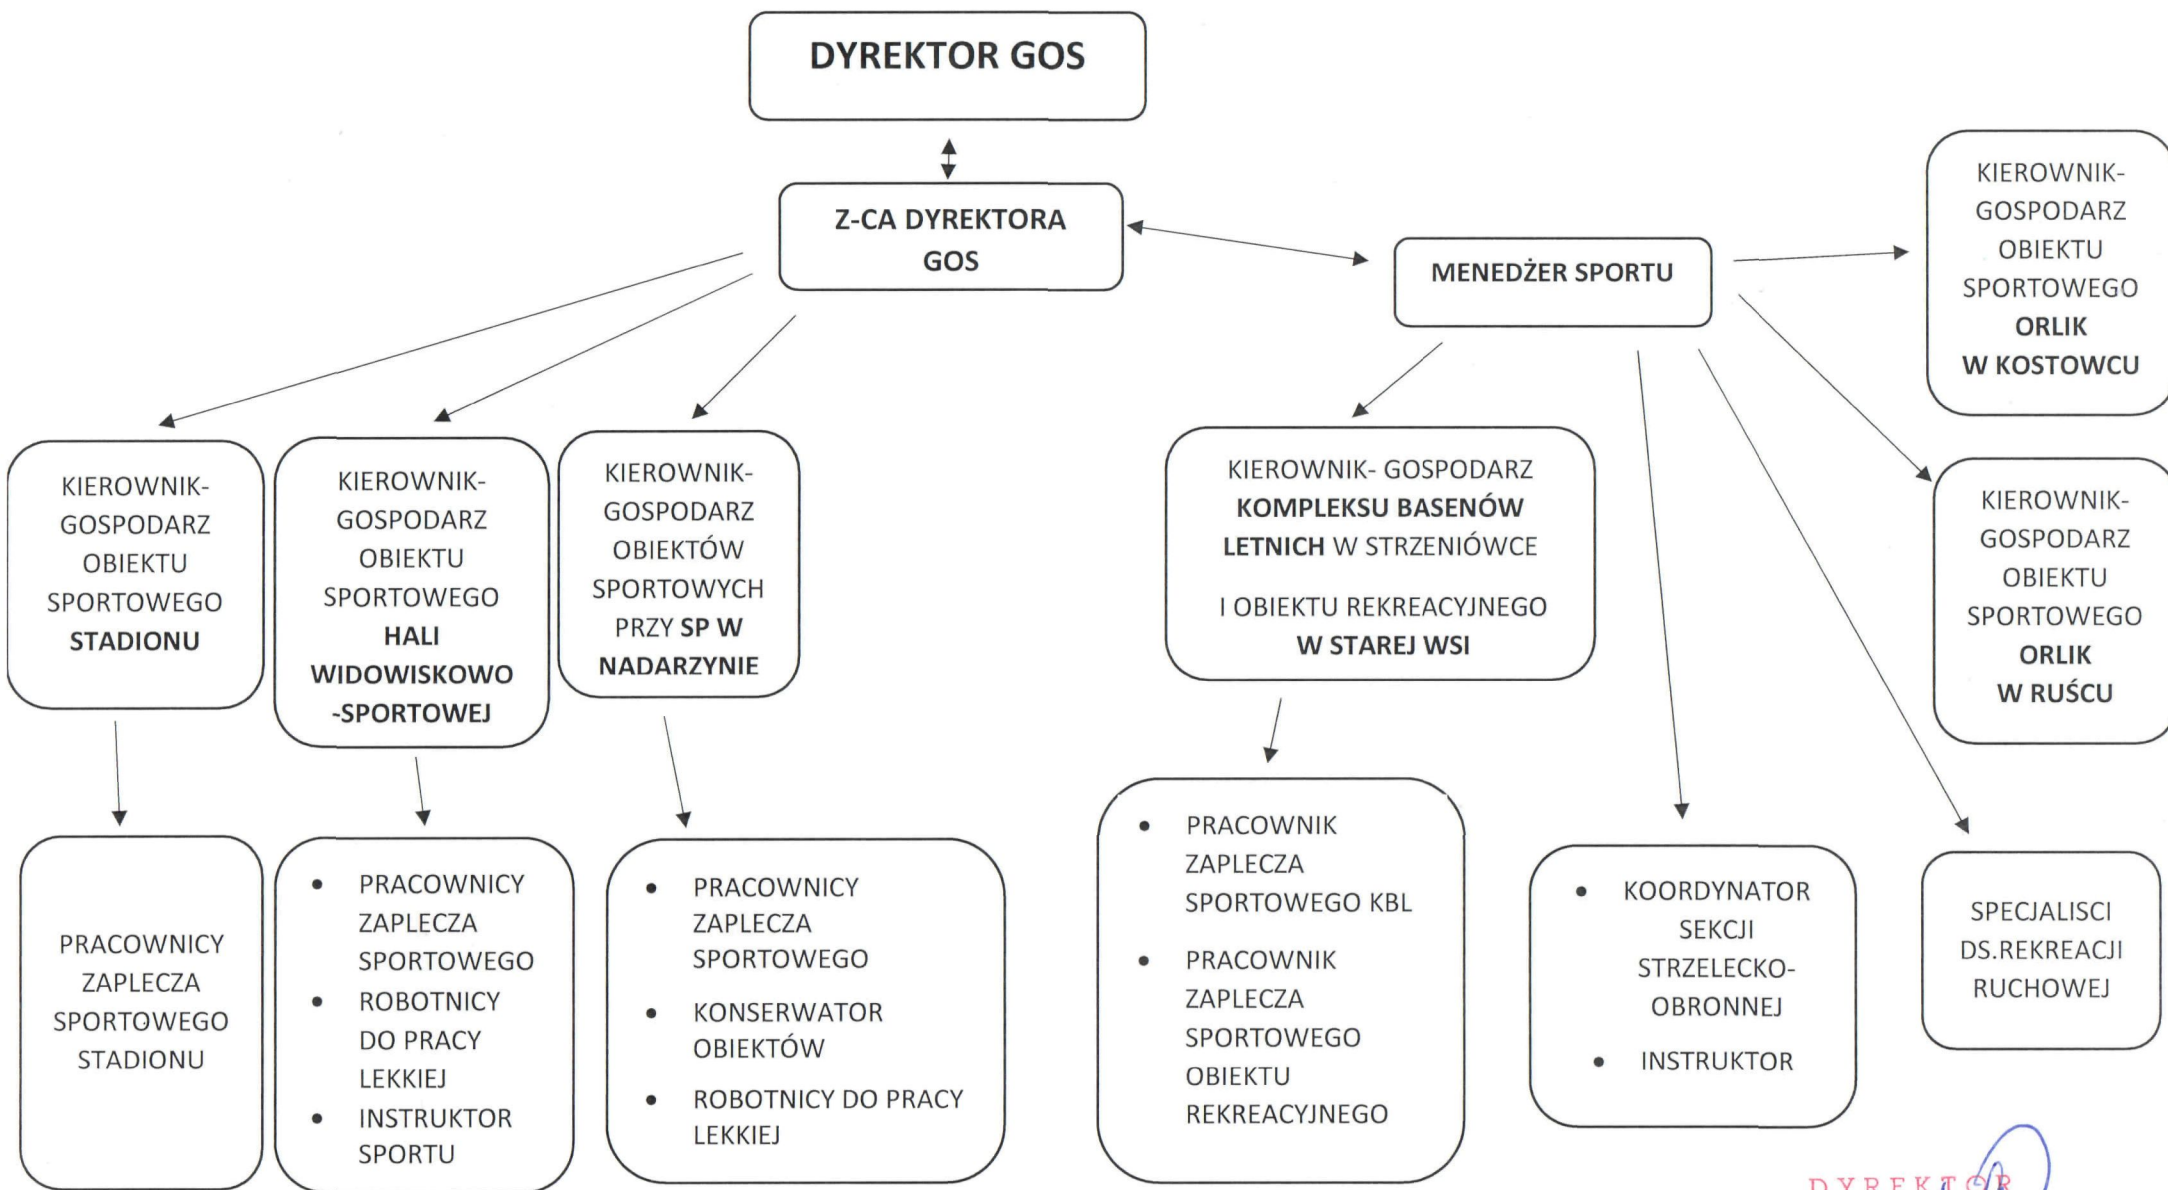 DYREKTOR GOS
Z-CA DYREKTORA
GOS
MENEDŻER SPORTU
KIEROWNIK-
GOSPODARZ
OBIEKTU
SPORTOWEGO
ORLIK
W KOSTOWCU
KIEROWNIK-
GOSPODARZ
OBIEKTU
SPORTOWEGO
STADIONU
KIEROWNIK-
GOSPODARZ
OBIEKTU
SPORTOWEGO
HALI
WIDOWISKOWO
-SPORTOWEJ
KIEROWNIK-
GOSPODARZ
OBIEKTÓW
SPORTOWYCH
PRZY SP W
NADARZYNIE
KIEROWNIK- GOSPODARZ
KOMPLEKSU BASENÓW
LETNICH W STRZENIÓWCE
I OBIEKTU REKREACYJNEGO
W STAREJ WSI
KIEROWNIK-
GOSPODARZ
OBIEKTU
SPORTOWEGO
ORLIK
W RUŚCU
PRACOWNICY
ZAPLECZA
SPORTOWEGO
STADIONU
• PRACOWNICY
ZAPLECZA
SPORTOWEGO
• ROBOTNICY
DO PRACY
LEKKIEJ
• INSTRUKTOR
SPORTU
• PRACOWNICY
ZAPLECZA
SPORTOWEGO
• KONSERWATOR
OBIEKTÓW
• ROBOTNICY DO PRACY
LEKKIEJ
• PRACOWNIK
ZAPLECZA
SPORTOWEGO KBL
• PRACOWNIK
ZAPLECZA
SPORTOWEGO
OBIEKTU
REKREACYJNEGO
• KOORDYNATOR
SEKCJI
STRZELECKO-
OBRONNEJ
• INSTRUKTOR
SPECJALISCI
DS.REKREACJI
RUCHOWEJ
DYREKTOR